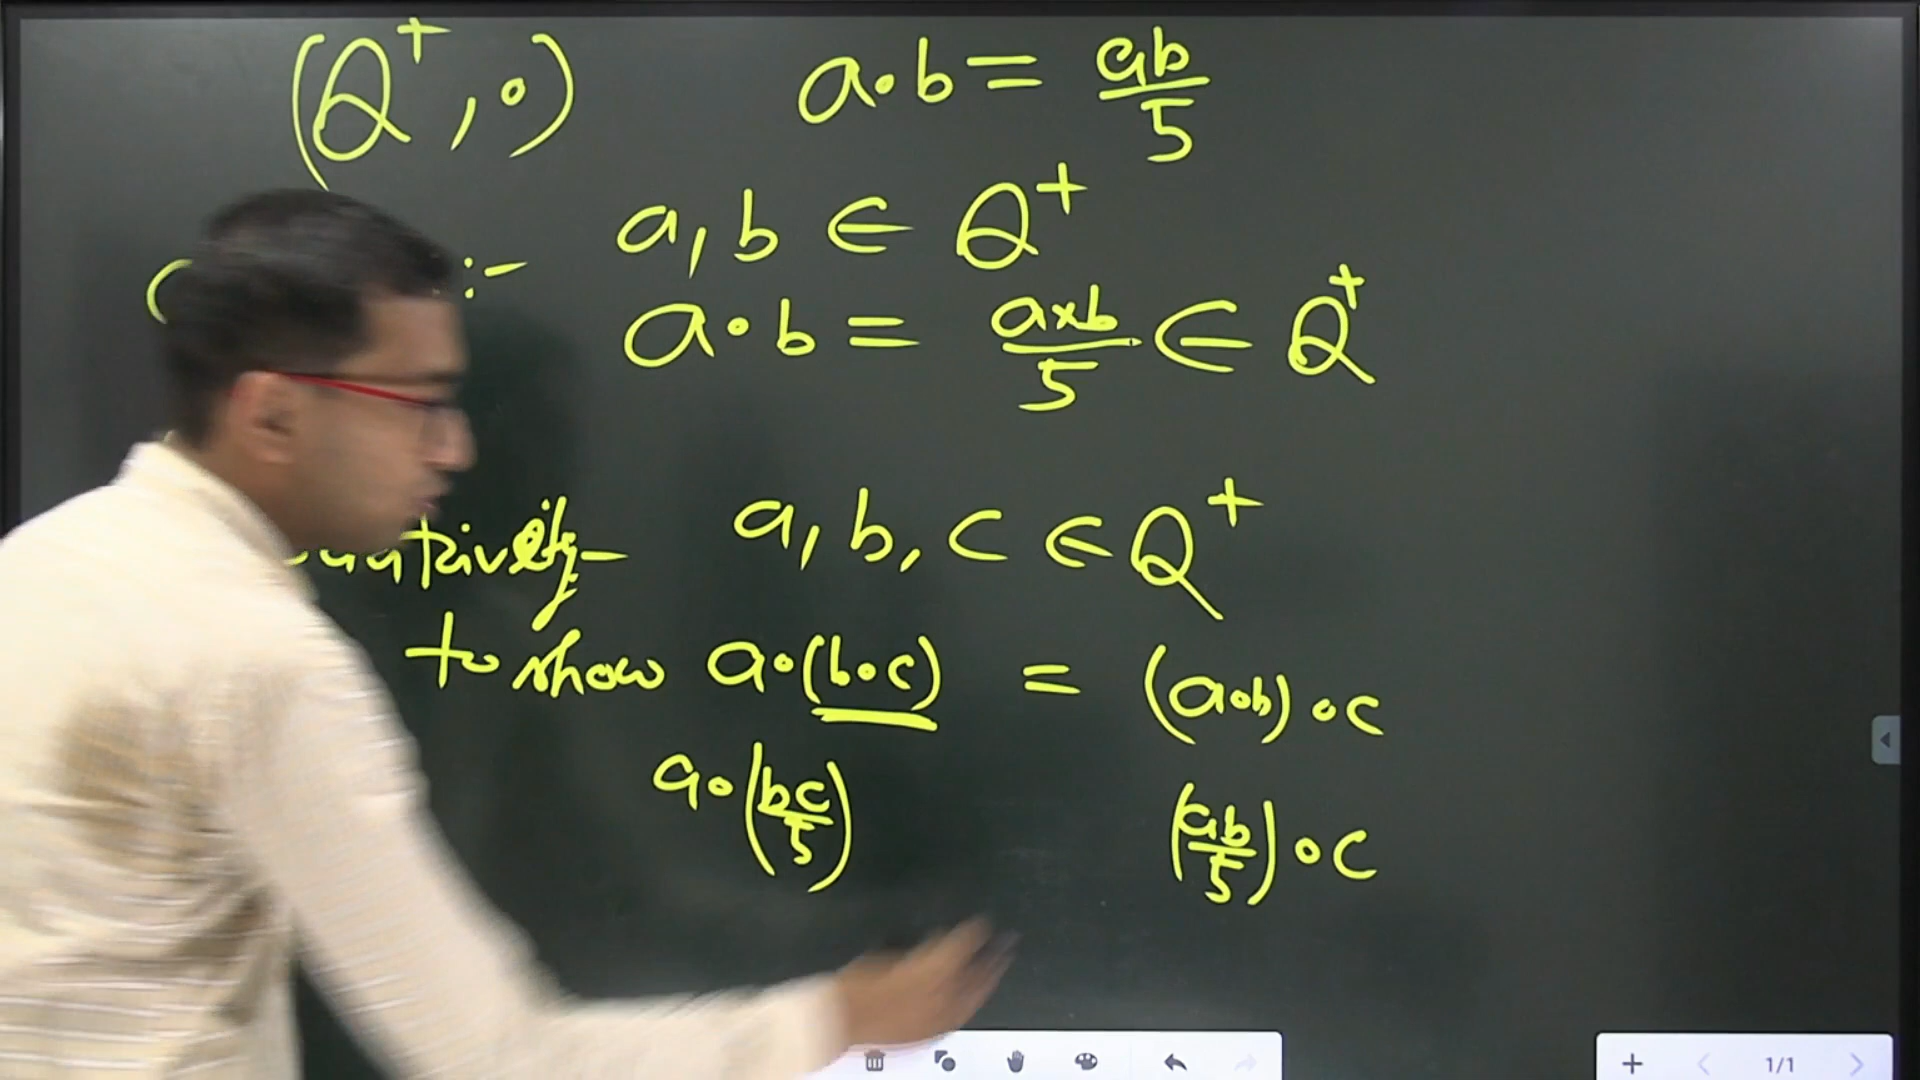 (Q⁺, ∘) a∘b = ab/5
:- a, b ∈ Q⁺
a∘b = a×b/5 ∈ Q⁺
a, b, c ∈ Q⁺
to show a∘(b∘c) = (a∘b)∘c
a∘(bc/5) (ab/5)∘c
1/1